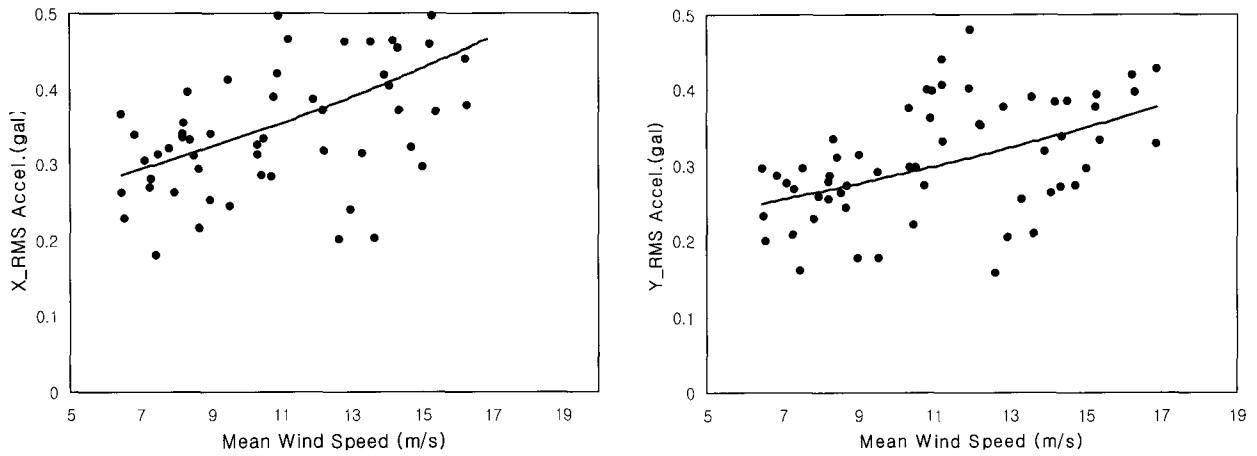 0.5
0.4
0.3
0.2
0.1
0
X_RMS Accel.(gal)
5 7 9 11 13 15 17 19
Mean Wind Speed (m/s)
0.5
0.4
0.3
0.2
0.1
0
Y_RMS Accel.(gal)
5 7 9 11 13 15 17 19
Mean Wind Speed (m/s)